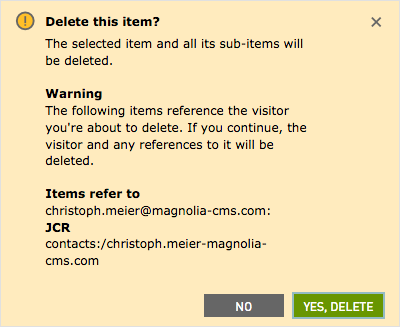 Delete this item?
The selected item and all its sub-items will
be deleted.
Warning
The following items reference the visitor
you're about to delete. If you continue, the
visitor and any references to it will be
deleted.
Items refer to
christoph.meier@magnolia-cms.com:
JCR
contacts:/christoph.meier-magnolia-
cms.com
NO
YES, DELETE